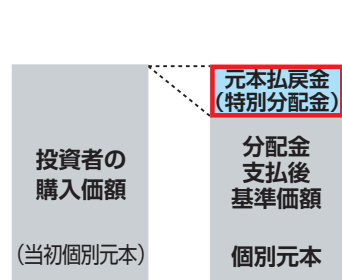 投資者の
購入価額
(当初個別元本)
元本払戻金
(特別分配金)
分配金
支払後
基準価額
個別元本